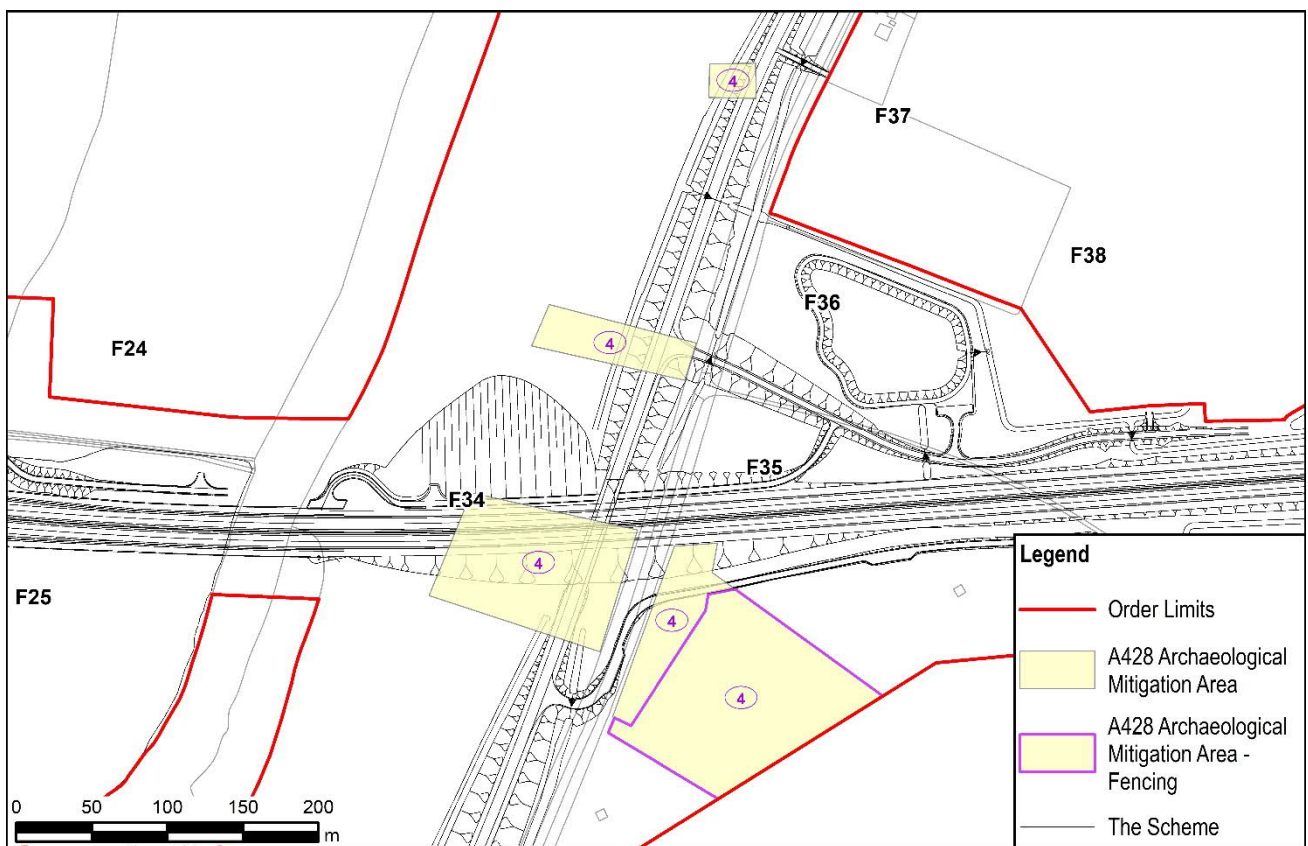 4
F37
F38
F36
4
F24
F35
F34
4
F25
4
4
Legend
Order Limits
A428 Archaeological
Mitigation Area
A428 Archaeological
Mitigation Area -
Fencing
The Scheme
0 50 100 150 200
m